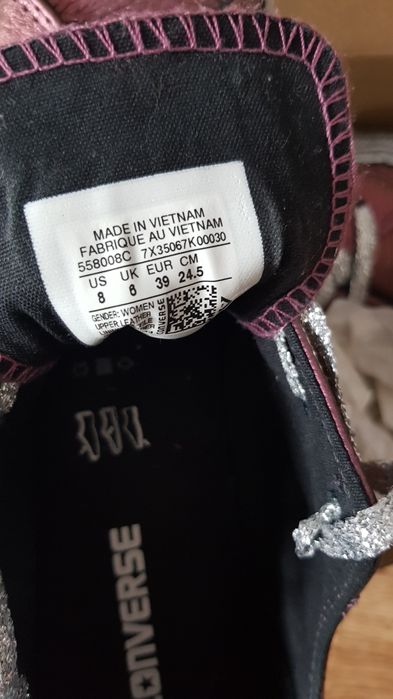 MADE IN VIETNAM
FABRIQUE AU VIETNAM
558008C 7X35067K00030
US UK EUR CM
8 6 39 24.5
GENDER: WOMEN
UPPER LEATHER
CONVERSE
CONVERSE